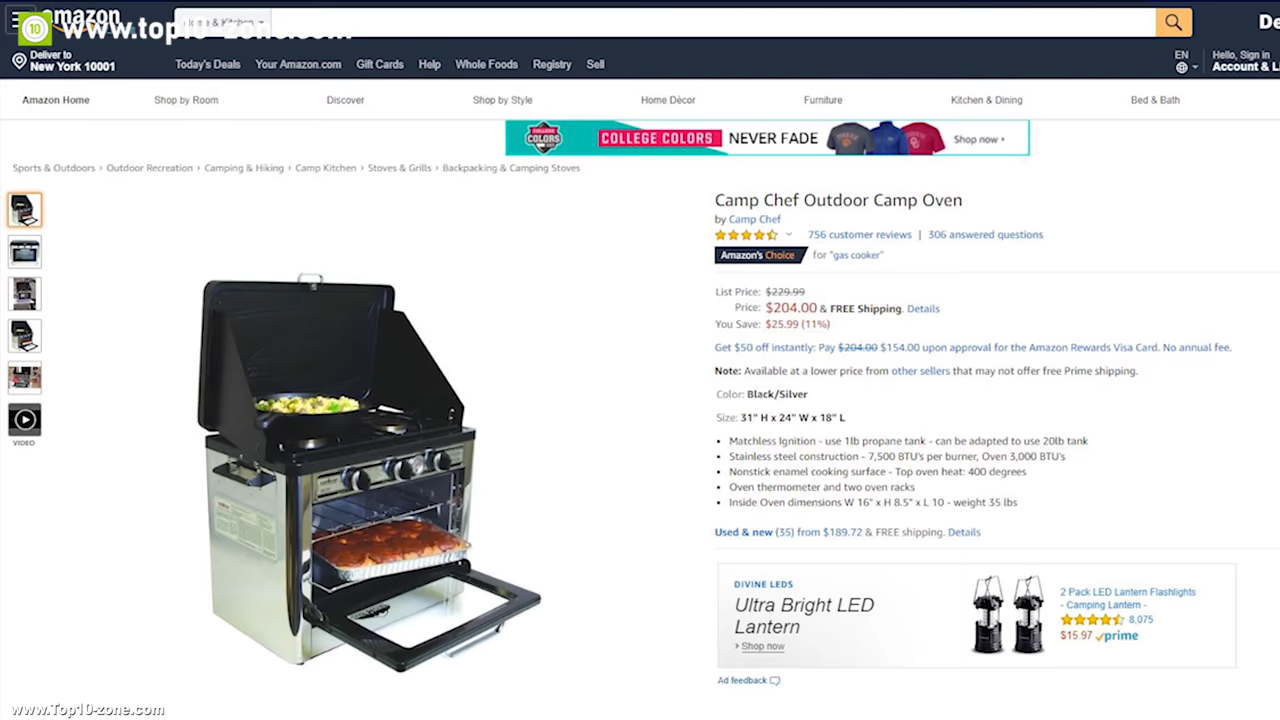 amazon
10
www.top10-zone.com
Home & Kitchen
De
Deliver to
New York 10001
Today's Deals Your Amazon.com Gift Cards Help Whole Foods Registry Sell
EN
Hello, Sign in
Account & Li
Amazon Home Shop by Room Discover Shop by Style Home Dècor Furniture Kitchen & Dining Bed & Bath
COLLEGE COLORS COLLEGE COLORS NEVER FADE Shop now ›
Sports & Outdoors › Outdoor Recreation › Camping & Hiking › Camp Kitchen › Stoves & Grills › Backpacking & Camping Stoves
Camp Chef Outdoor Camp Oven
by Camp Chef
756 customer reviews | 306 answered questions
Amazon's Choice for "gas cooker"
List Price: $229.99
Price: $204.00 & FREE Shipping. Details
You Save: $25.99 (11%)
Get $50 off instantly: Pay $204.00 $154.00 upon approval for the Amazon Rewards Visa Card. No annual fee.
Note: Available at a lower price from other sellers that may not offer free Prime shipping.
Color: Black/Silver
Size: 31" H x 24" W x 18" L
• Matchless Ignition - use 1lb propane tank - can be adapted to use 20lb tank
• Stainless steel construction - 7,500 BTU's per burner, Oven 3,000 BTU's
• Nonstick enamel cooking surface - Top oven heat: 400 degrees
• Oven thermometer and two oven racks
• Inside Oven dimensions W 16" x H 8.5" x L 10 - weight 35 lbs
VIDEO
Used & new (35) from $189.72 & FREE shipping. Details
DIVINE LEDS
Ultra Bright LED
Lantern
› Shop now
2 Pack LED Lantern Flashlights
- Camping Lantern -
8,075
$15.97 prime
Ad feedback
www.Top10-zone.com